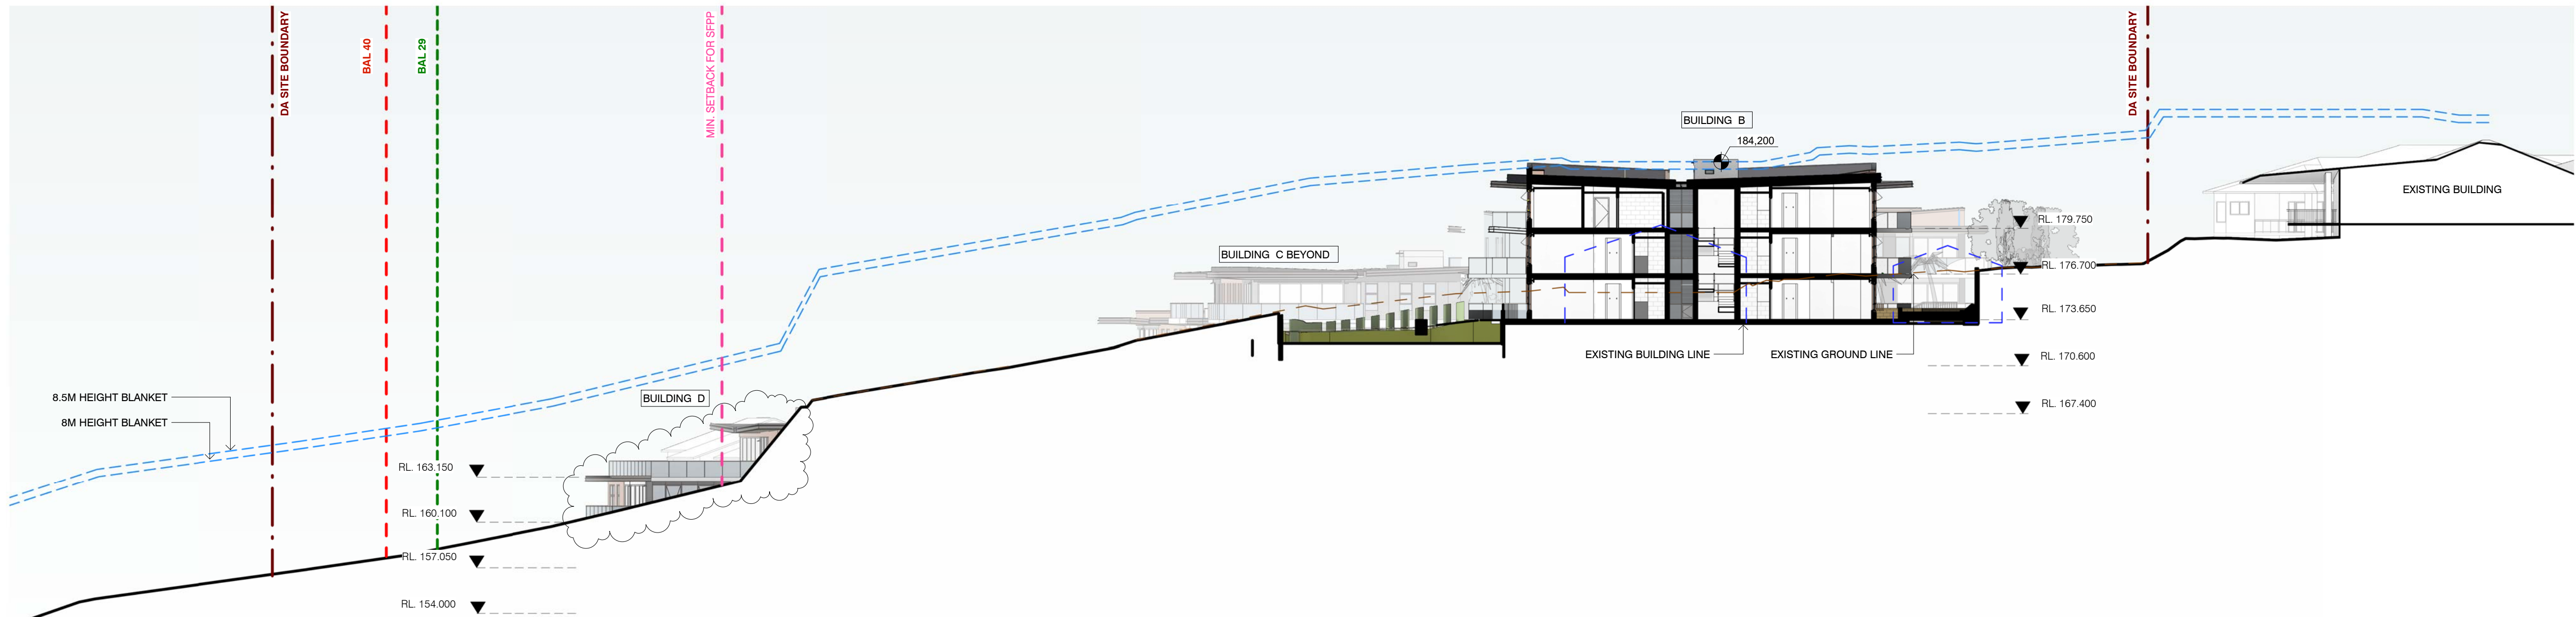 DA SITE BOUNDARY
BAL 40
BAL 29
MIN. SETBACK FOR SFPP
DA SITE BOUNDARY
BUILDING B
184,200
EXISTING BUILDING
RL. 179.750
BUILDING C BEYOND
RL. 176.700
RL. 173.650
EXISTING BUILDING LINE
EXISTING GROUND LINE
RL. 170.600
8.5M HEIGHT BLANKET
BUILDING D
RL. 167.400
8M HEIGHT BLANKET
RL. 163.150
RL. 160.100
RL. 157.050
RL. 154.000